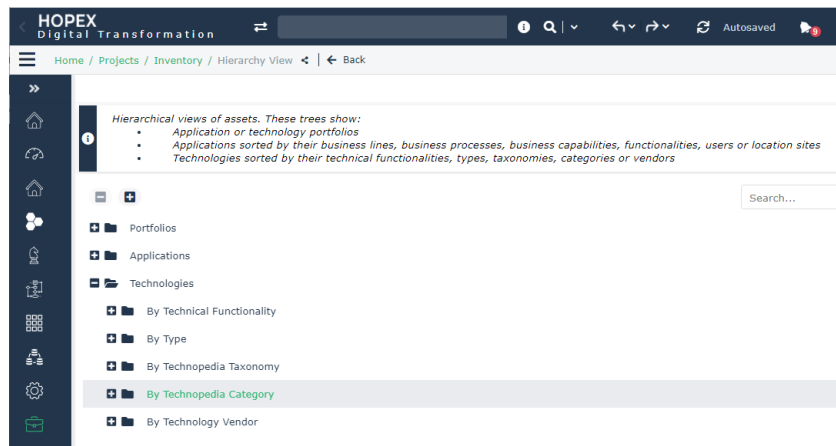 HOPEX
Digital Transformation
Autosaved
9
Home / Projects / Inventory / Hierarchy View
Back
Hierarchical views of assets. These trees show:
• Application or technology portfolios
• Applications sorted by their business lines, business processes, business capabilities, functionalities, users or location sites
• Technologies sorted by their technical functionalities, types, taxonomies, categories or vendors
Search...
Portfolios
Applications
Technologies
By Technical Functionality
By Type
By Technopedia Taxonomy
By Technopedia Category
By Technology Vendor